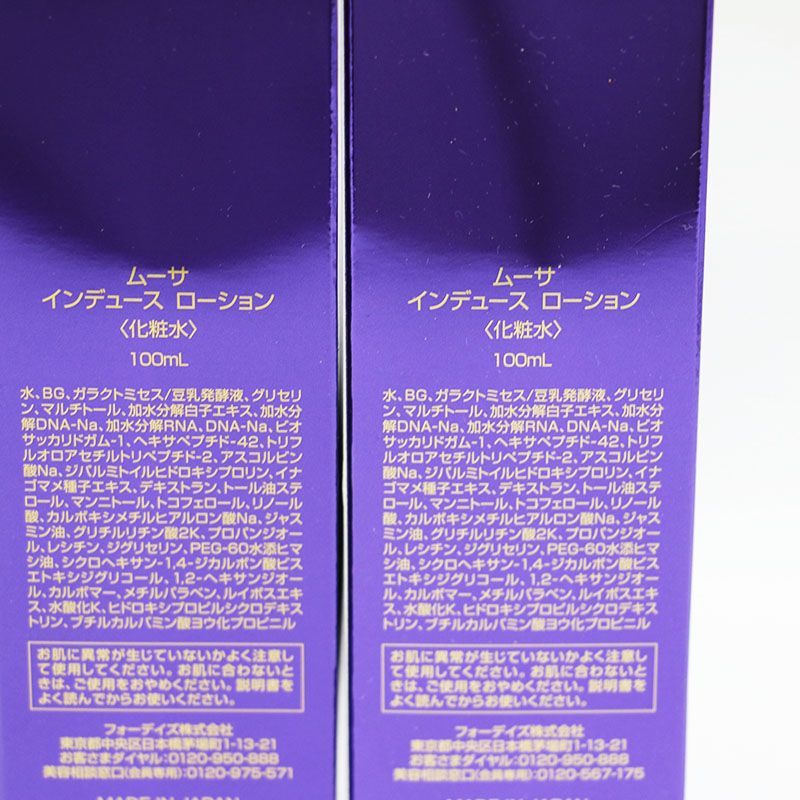 ムーサ
インデュース ローション
〈化粧水〉
100mL
水、BG、ガラクトミセス/豆乳発酵液、グリセリ
ン、マルチトール、加水分解白子エキス、加水分
解DNA-Na、加水分解RNA、DNA-Na、ビオ
サッカリドガム-1、ヘキサペプチド-42、トリフ
ルオロアセチルトリペプチド-2、アスコルビン
酸Na、ジパルミトイルヒドロキシプロリン、イナ
ゴマメ種子エキス、デキストラン、トール油ステ
ロール、マンニトール、トコフェロール、リノール
酸、カルボキシメチルヒアルロン酸Na、ジャス
ミン油、グリチルリチン酸2K、プロパンジオー
ル、レシチン、ジグリセリン、PEG-60水添ヒマ
シ油、シクロヘキサン-1,4-ジカルボン酸ビス
エトキシジグリコール、1,2-ヘキサンジオー
ル、カルボマー、メチルパラベン、ルイボスエキ
ス、水酸化K、ヒドロキシプロピルシクロデキス
トリン、ブチルカルバミン酸ヨウ化プロピニル
お肌に異常が生じていないかよく注意し
て使用してください。お肌に合わないと
きは、ご使用をおやめください。説明書を
よく読んでからお使いください。
フォーデイズ株式会社
東京都中央区日本橋茅場町1-13-21
お客さまダイヤル:0120-950-888
美容相談窓口(会員専用):0120-975-571
MADE IN JAPAN
ムーサ
インデュース ローション
〈化粧水〉
100mL
水、BG、ガラクトミセス/豆乳発酵液、グリセリ
ン、マルチトール、加水分解白子エキス、加水分
解DNA-Na、加水分解RNA、DNA-Na、ビオ
サッカリドガム-1、ヘキサペプチド-42、トリフ
ルオロアセチルトリペプチド-2、アスコルビン
酸Na、ジパルミトイルヒドロキシプロリン、イナ
ゴマメ種子エキス、デキストラン、トール油ステ
ロール、マンニトール、トコフェロール、リノール
酸、カルボキシメチルヒアルロン酸Na、ジャス
ミン油、グリチルリチン酸2K、プロパンジオー
ル、レシチン、ジグリセリン、PEG-60水添ヒマ
シ油、シクロヘキサン-1,4-ジカルボン酸ビス
エトキシジグリコール、1,2-ヘキサンジオー
ル、カルボマー、メチルパラベン、ルイボスエキ
ス、水酸化K、ヒドロキシプロピルシクロデキス
トリン、ブチルカルバミン酸ヨウ化プロピニル
お肌に異常が生じていないかよく注意し
て使用してください。お肌に合わないと
きは、ご使用をおやめください。説明書を
よく読んでからお使いください。
フォーデイズ株式会社
東京都中央区日本橋茅場町1-13-21
お客さまダイヤル:0120-950-888
美容相談窓口(会員専用):0120-567-175
MADE IN JAPAN